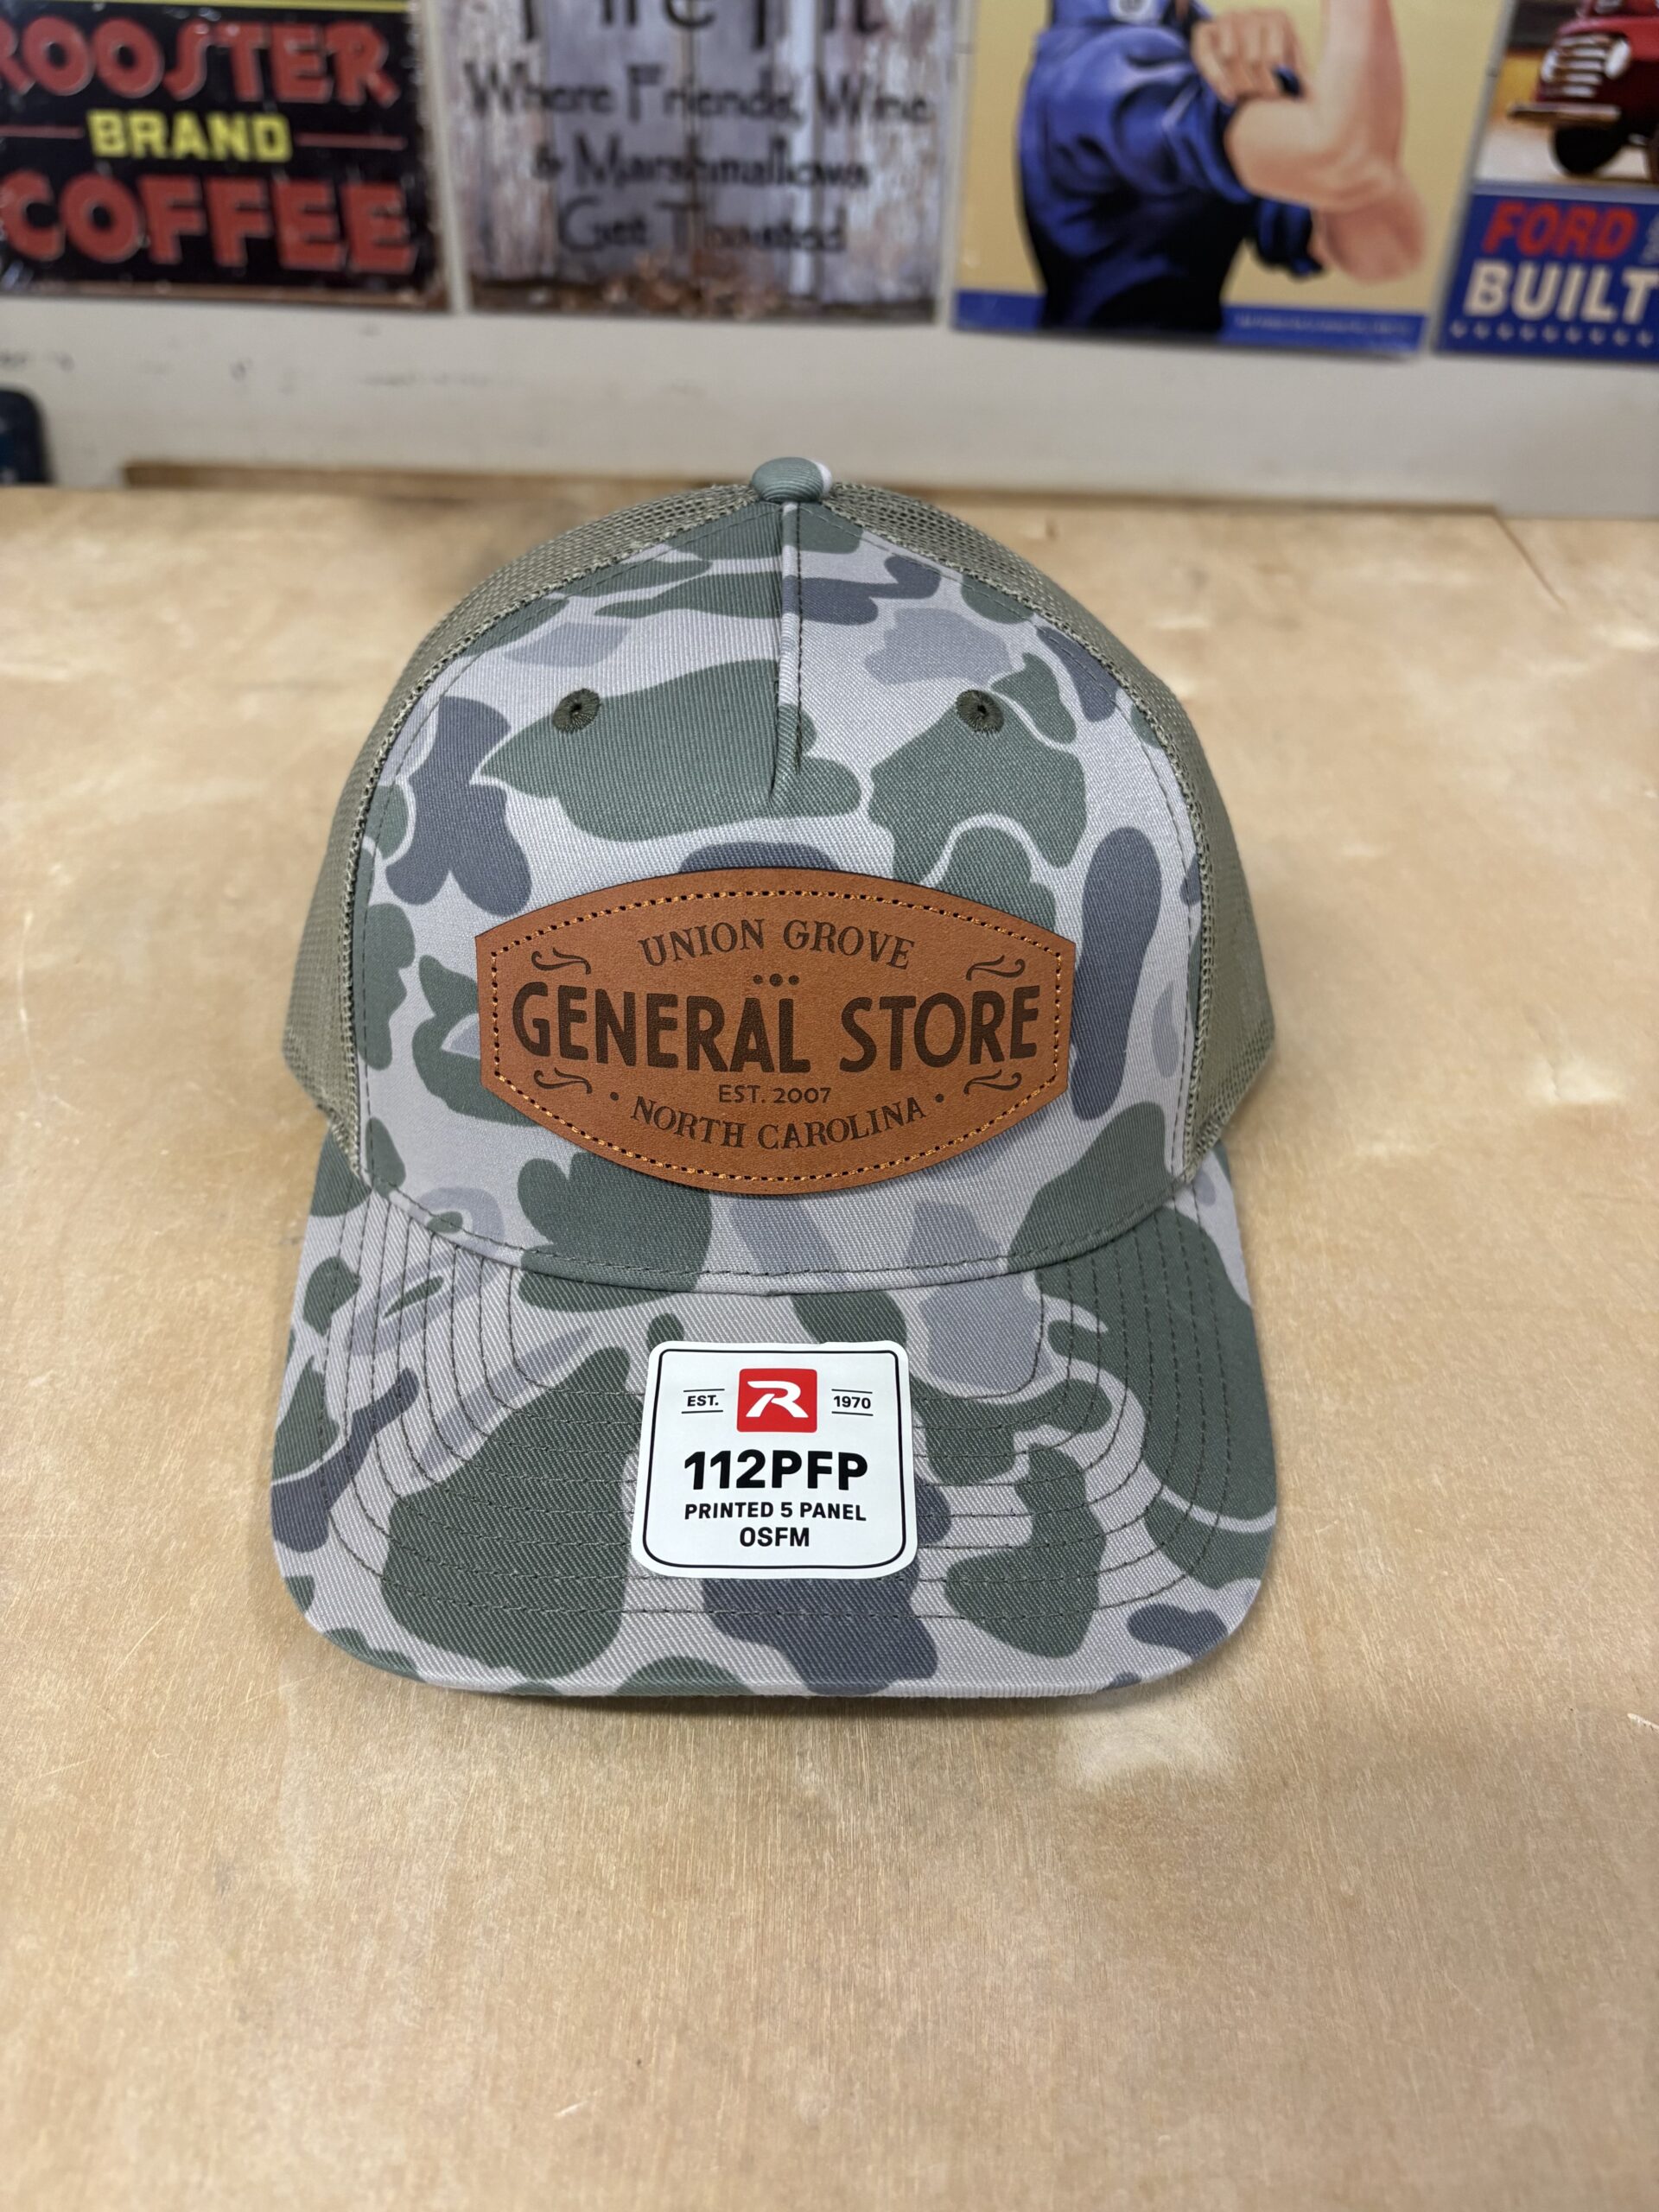 ROOSTER
BRAND
COFFEE
Where Friends, Wine
& Marshmallows
Get Toasted
FORD
BUILT
UNION GROVE
GENERAL STORE
EST. 2007
• NORTH CAROLINA •
EST. R 1970
112PFP
PRINTED 5 PANEL
OSFM